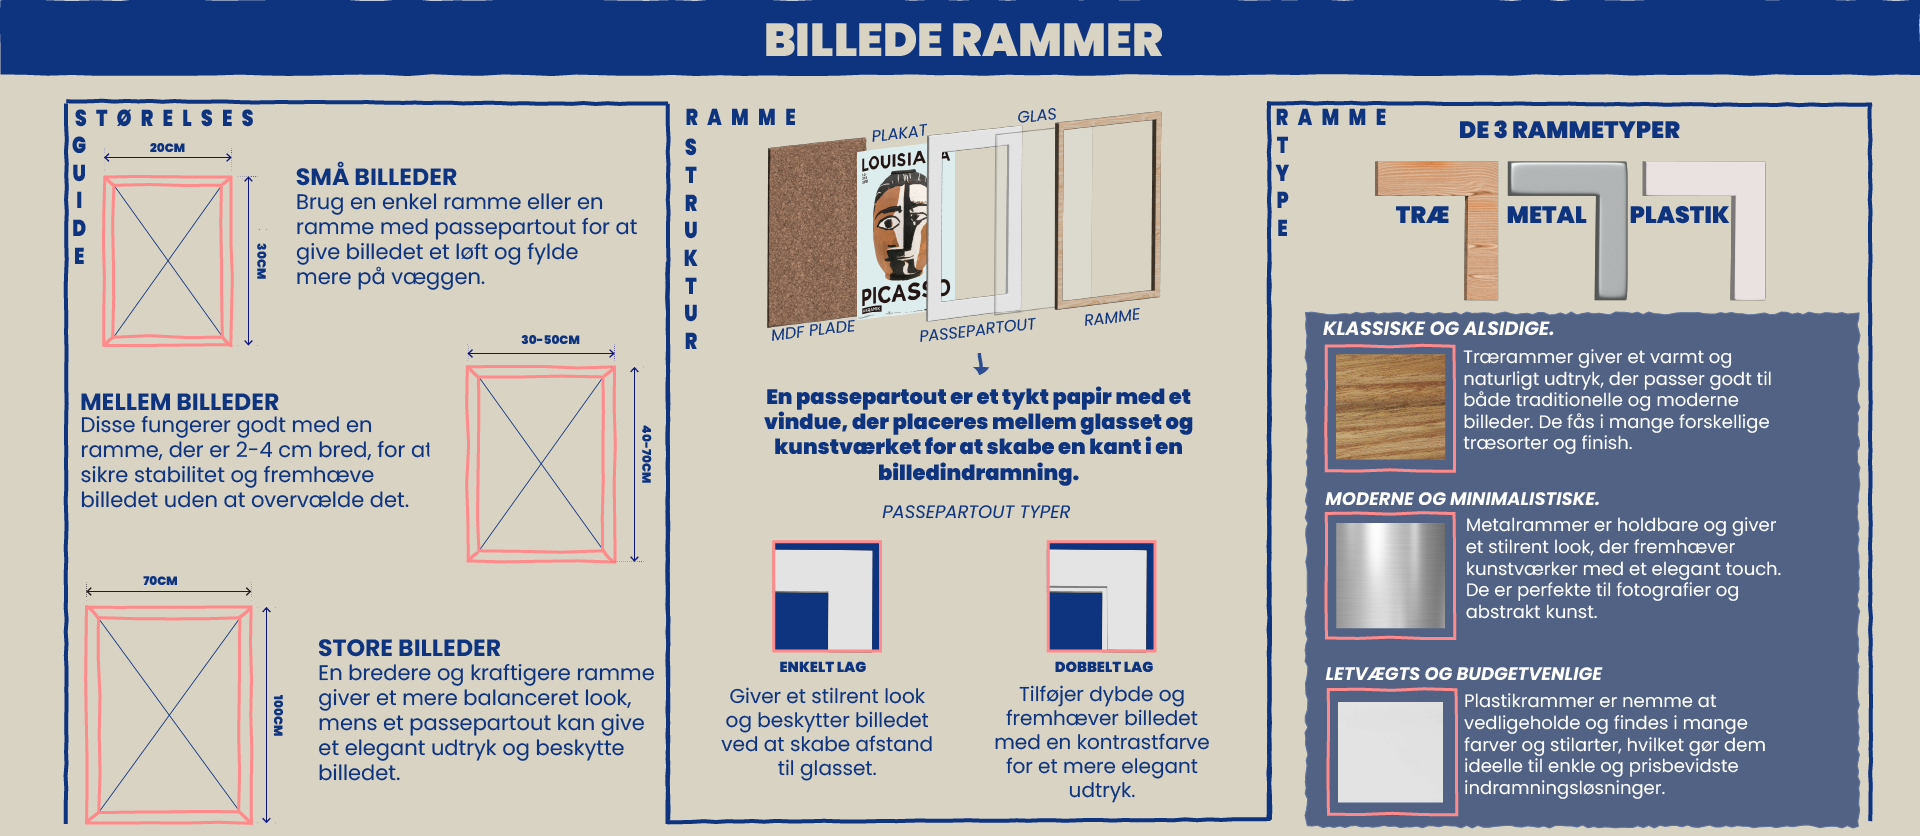 BILLEDE RAMMER
STØRELSES
GUIDE
20CM
30CM
SMÅ BILLEDER
Brug en enkel ramme eller en
ramme med passepartout for at
give billedet et løft og fylde
mere på væggen.
30-50CM
40-70CM
MELLEM BILLEDER
Disse fungerer godt med en
ramme, der er 2-4 cm bred, for at
sikre stabilitet og fremhæve
billedet uden at overvælde det.
70CM
100CM
STORE BILLEDER
En bredere og kraftigere ramme
giver et mere balanceret look,
mens et passepartout kan give
et elegant udtryk og beskytte
billedet.
RAMME
STRUKTUR
PLAKAT
GLAS
LOUISIA A
PICASSO
MDF PLADE
PASSEPARTOUT
RAMME
En passepartout er et tykt papir med et
vindue, der placeres mellem glasset og
kunstværket for at skabe en kant i en
billedindramning.
PASSEPARTOUT TYPER
ENKELT LAG
Giver et stilrent look
og beskytter billedet
ved at skabe afstand
til glasset.
DOBBELT LAG
Tilføjer dybde og
fremhæver billedet
med en kontrastfarve
for et mere elegant
udtryk.
RAMME
TYPE
DE 3 RAMMETYPER
TRÆ
METAL
PLASTIK
KLASSISKE OG ALSIDIGE.
Trærammer giver et varmt og
naturligt udtryk, der passer godt til
både traditionelle og moderne
billeder. De fås i mange forskellige
træsorter og finish.
MODERNE OG MINIMALISTISKE.
Metalrammer er holdbare og giver
et stilrent look, der fremhæver
kunstværker med et elegant touch.
De er perfekte til fotografier og
abstrakt kunst.
LETVÆGTS OG BUDGETVENLIGE
Plastikrammer er nemme at
vedligeholde og findes i mange
farver og stilarter, hvilket gør dem
ideelle til enkle og prisbevidste
indramningsløsninger.